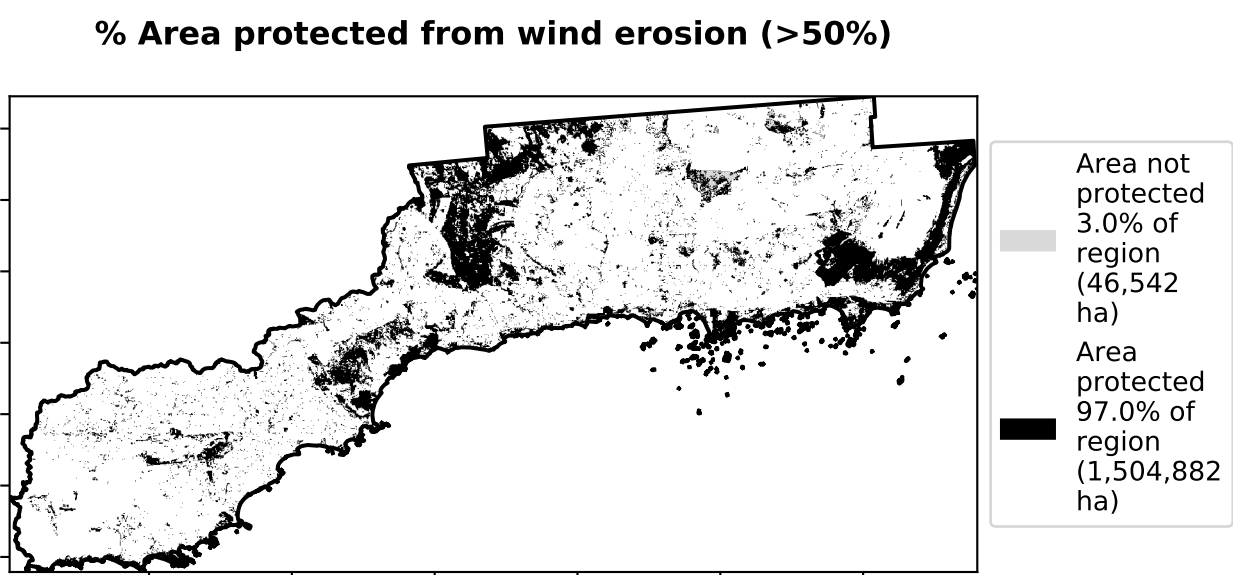 % Area protected from wind erosion (>50%)
Area not
protected
3.0% of
region
(46,542
ha)
Area
protected
97.0% of
region
(1,504,882
ha)